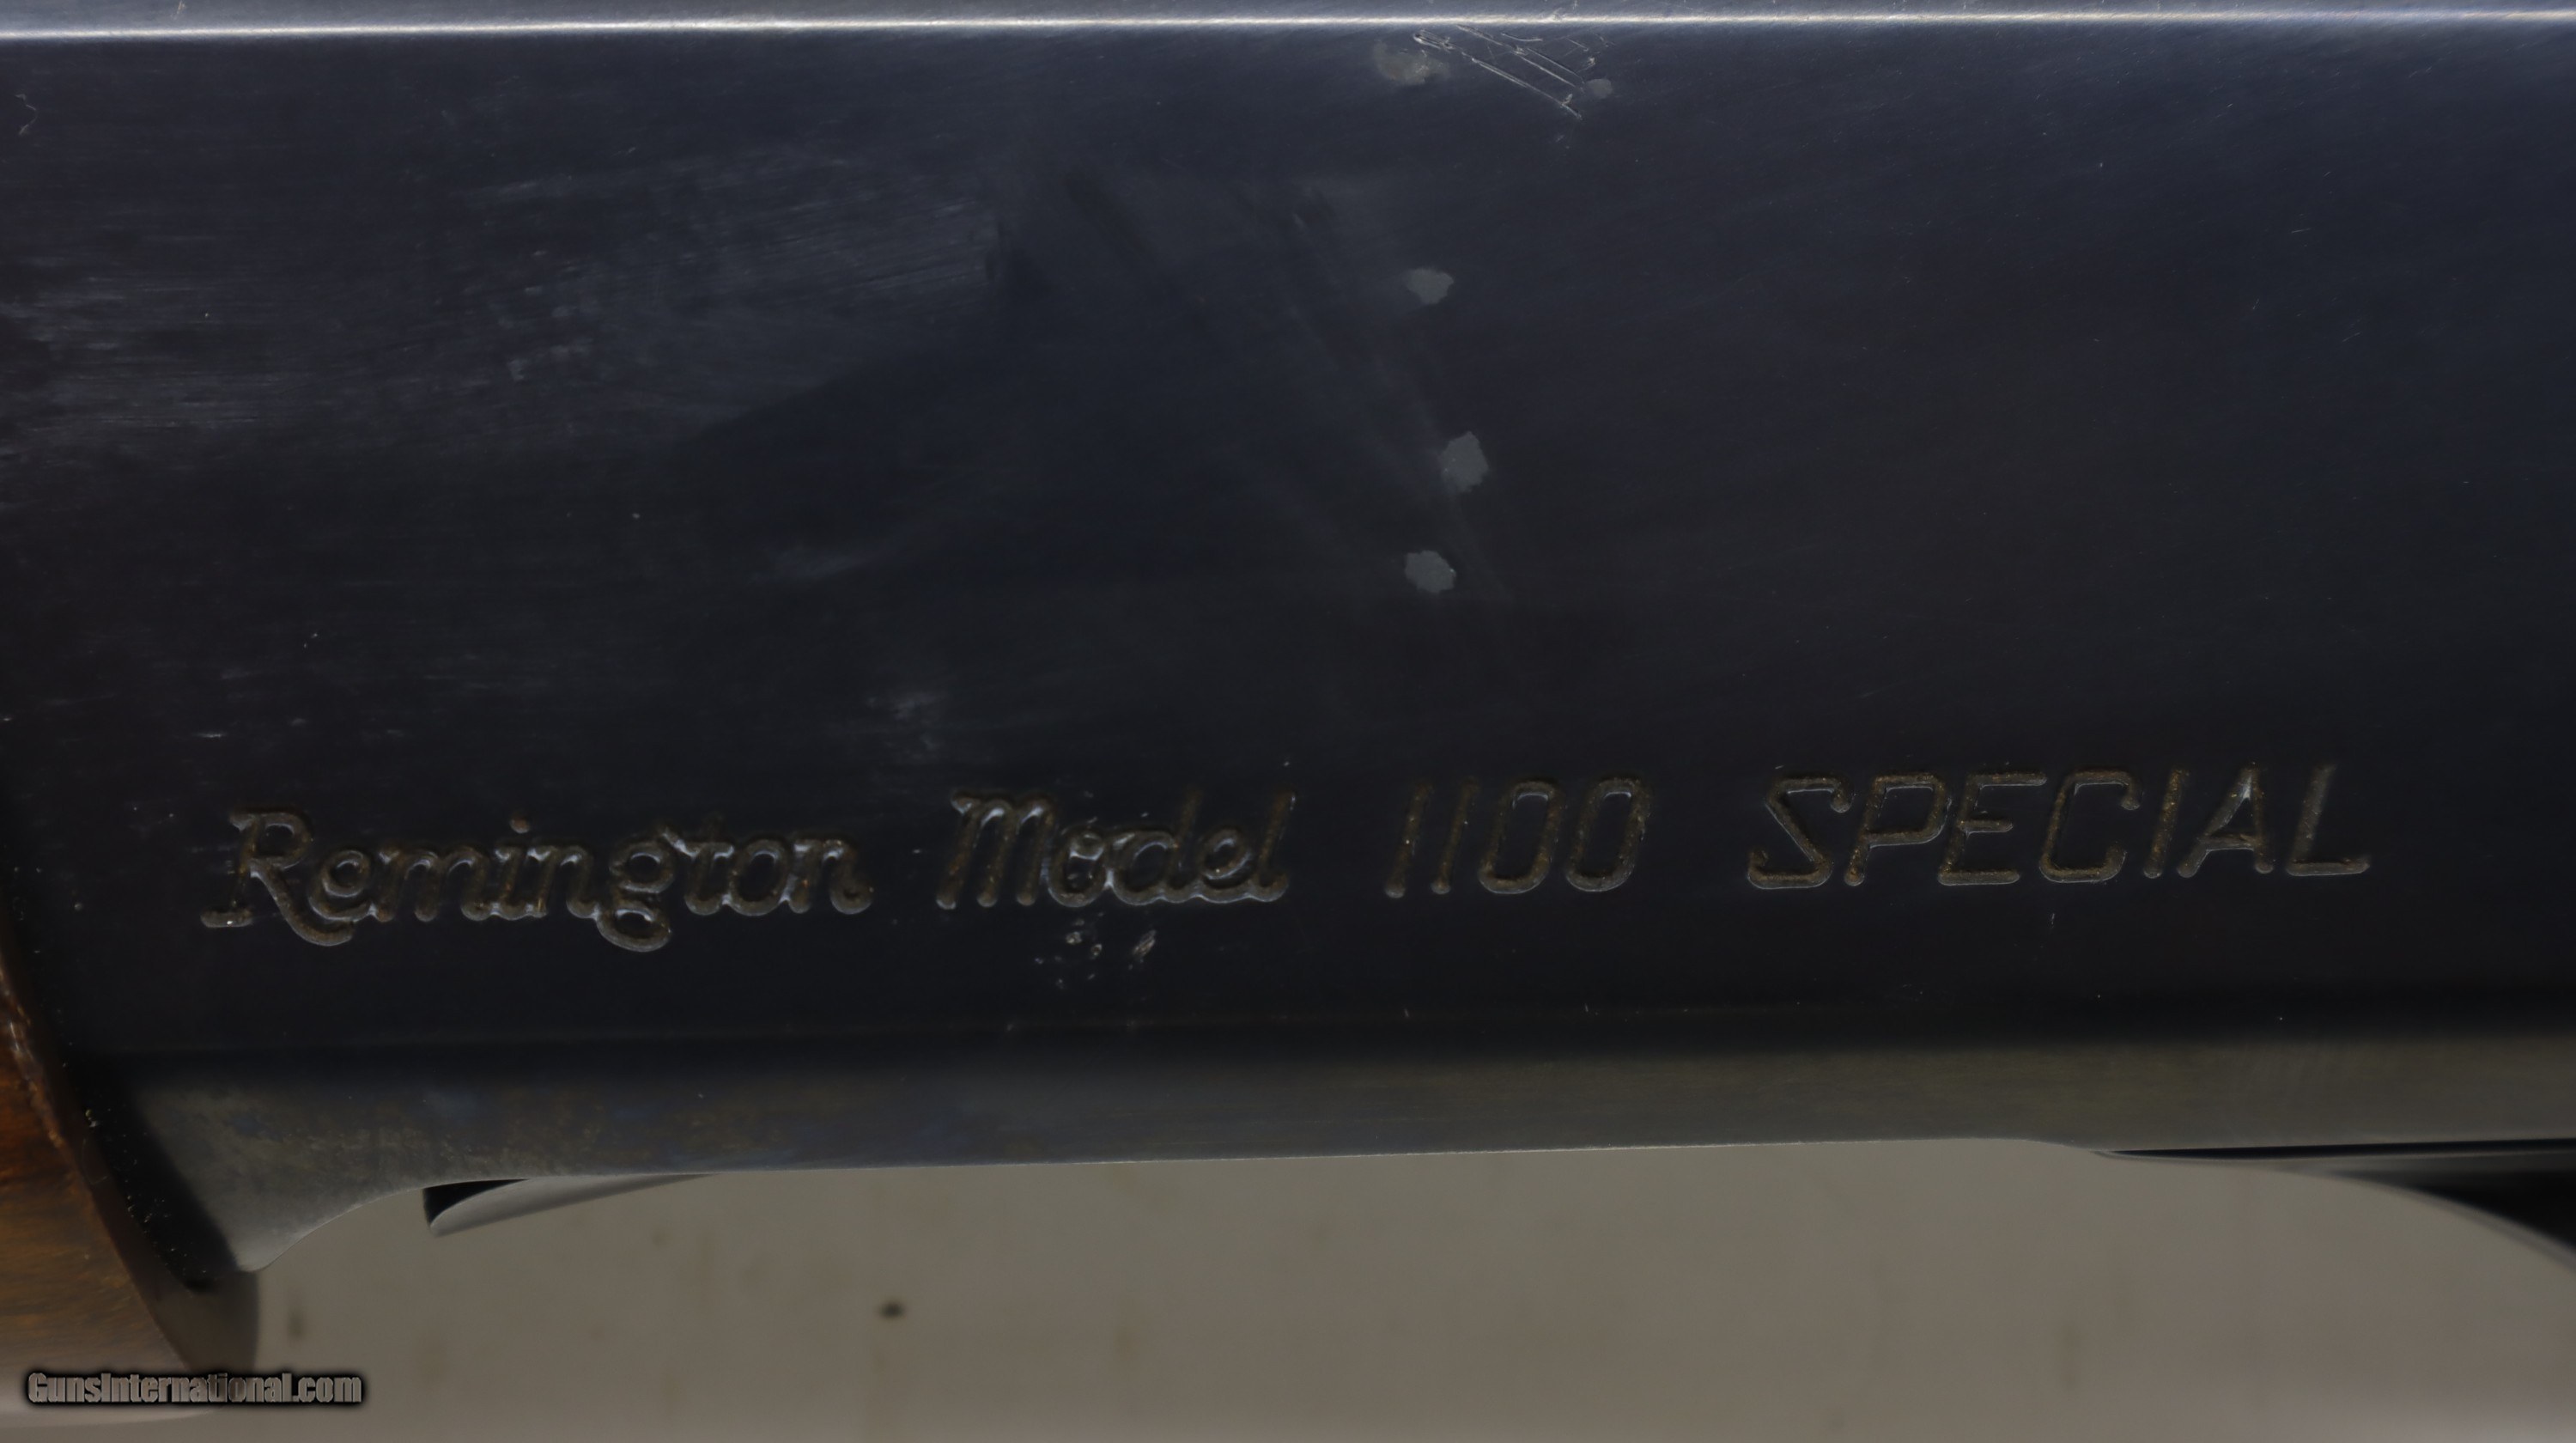 Remington Model 1100 SPECIAL
GunsInternational.com